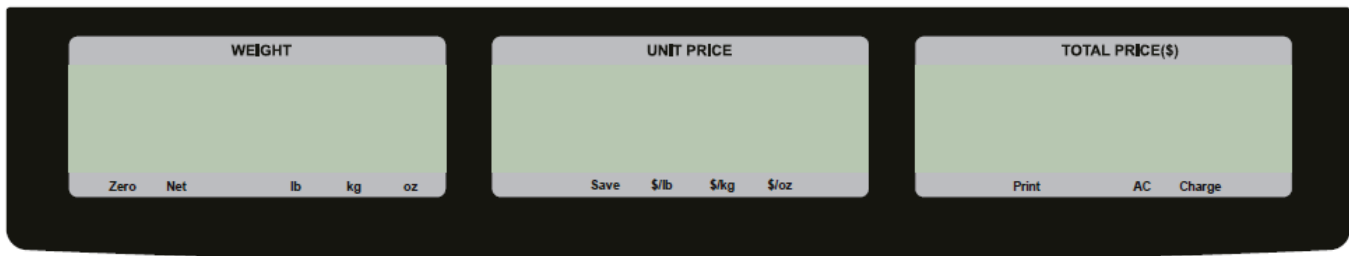 WEIGHT
Zero Net lb kg oz
UNIT PRICE
Save $/lb $/kg $/oz
TOTAL PRICE($)
Print AC Charge